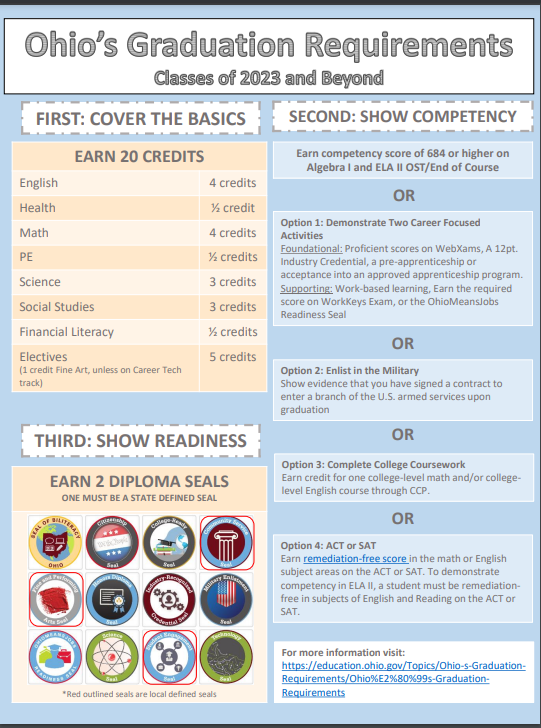 Ohio's Graduation Requirements
Classes of 2023 and Beyond
FIRST: COVER THE BASICS
EARN 20 CREDITS
English 4 credits
Health ½ credit
Math 4 credits
PE ½ credits
Science 3 credits
Social Studies 3 credits
Financial Literacy ½ credits
Electives 5 credits
(1 credit Fine Art, unless on Career Tech
track)
SECOND: SHOW COMPETENCY
Earn competency score of 684 or higher on
Algebra I and ELA II OST/End of Course
OR
Option 1: Demonstrate Two Career Focused
Activities
Foundational: Proficient scores on WebXams, A 12pt.
Industry Credential, a pre-apprenticeship or
acceptance into an approved apprenticeship program.
Supporting: Work-based learning, Earn the required
score on WorkKeys Exam, or the OhioMeansJobs
Readiness Seal
OR
Option 2: Enlist in the Military
Show evidence that you have signed a contract to
enter a branch of the U.S. armed services upon
graduation
OR
Option 3: Complete College Coursework
Earn credit for one college-level math and/or college-
level English course through CCP.
OR
Option 4: ACT or SAT
Earn remediation-free score in the math or English
subject areas on the ACT or SAT. To demonstrate
competency in ELA II, a student must be remediation-
free in subjects of English and Reading on the ACT or
SAT.
For more information visit:
https://education.ohio.gov/Topics/Ohio-s-Graduation-
Requirements/Ohio%E2%80%99s-Graduation-
Requirements
THIRD: SHOW READINESS
EARN 2 DIPLOMA SEALS
ONE MUST BE A STATE DEFINED SEAL
SEAL OF BILITERACY
OHIO
Citizenship
Seal
College-Ready
Seal
Seal
Arts Seal
Honors Diploma
Seal
Industry-Recognized
Credential Seal
Military Enlistment
Seal
OHIOMEANSJOBS
READINESS SEAL
Science
Seal
Seal
Technology
Seal
*Red outlined seals are local defined seals